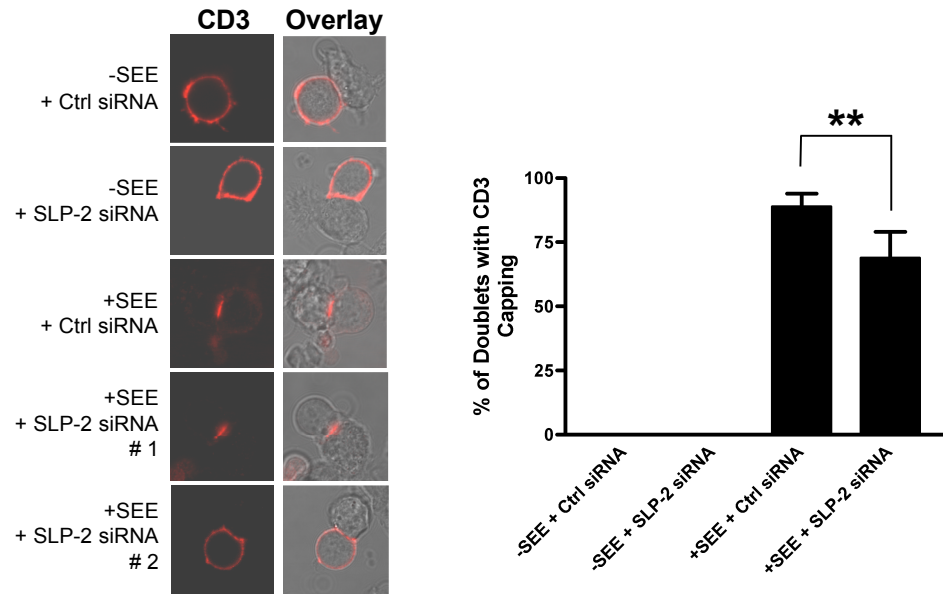 CD3 Overlay
-SEE
+ Ctrl siRNA
-SEE
+ SLP-2 siRNA
+SEE
+ Ctrl siRNA
+SEE
+ SLP-2 siRNA
# 1
+SEE
+ SLP-2 siRNA
# 2
**
% of Doublets with CD3
Capping
100
75
50
25
0
-SEE + Ctrl siRNA
-SEE + SLP-2 siRNA
+SEE + Ctrl siRNA
+SEE + SLP-2 siRNA